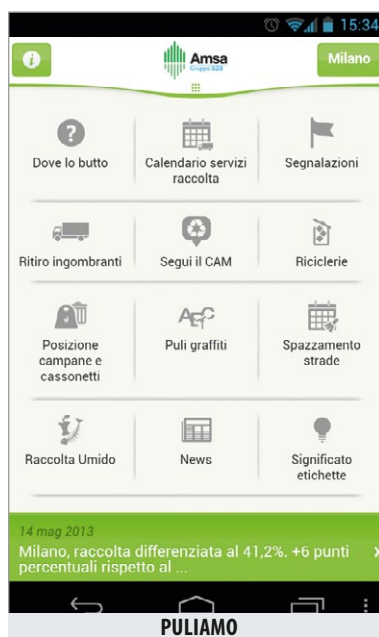 15:34
i
Amsa
Gruppo a2a
Milano
?
Dove lo butto
Calendario servizi
raccolta
Segnalazioni
Ritiro ingombranti
Segui il CAM
Riciclerie
Posizione
campane e
cassonetti
Puli graffiti
Spazzamento
strade
Raccolta Umido
News
Significato
etichette
14 mag 2013
Milano, raccolta differenziata al 41,2%. +6 punti
percentuali rispetto al ...
PULIAMO